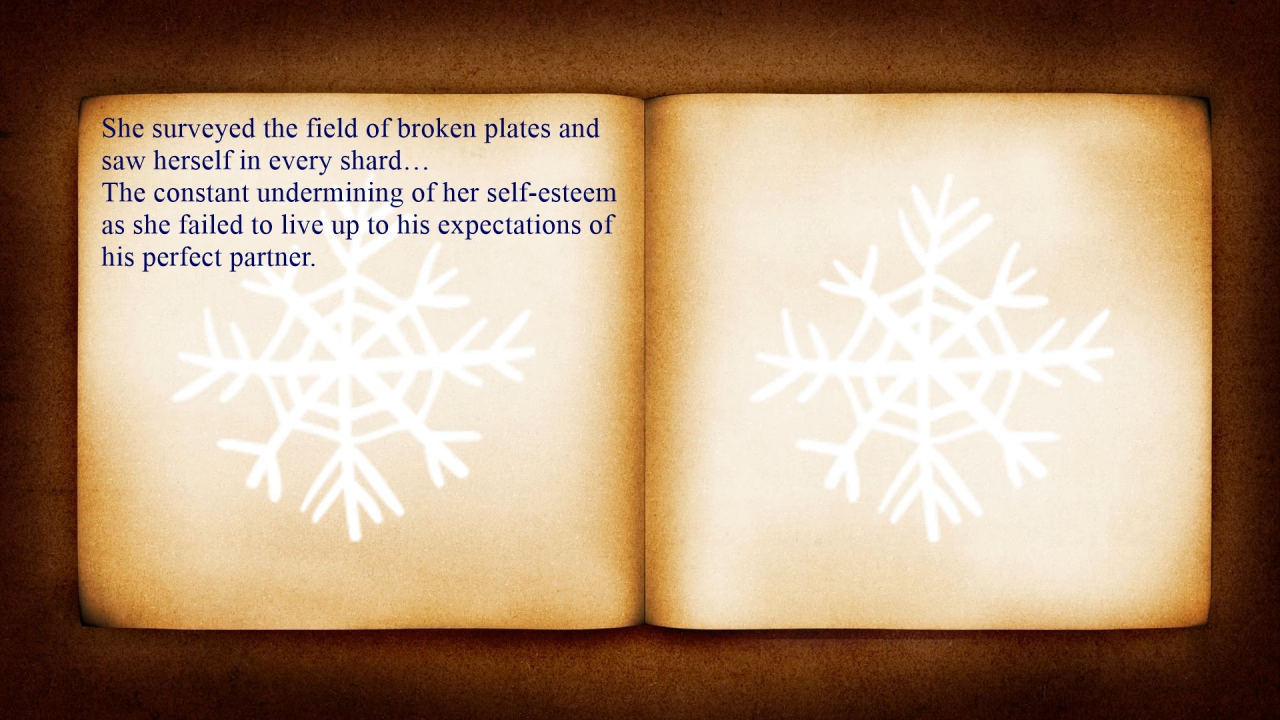 She surveyed the field of broken plates and
saw herself in every shard…
The constant undermining of her self-esteem
as she failed to live up to his expectations of
his perfect partner.